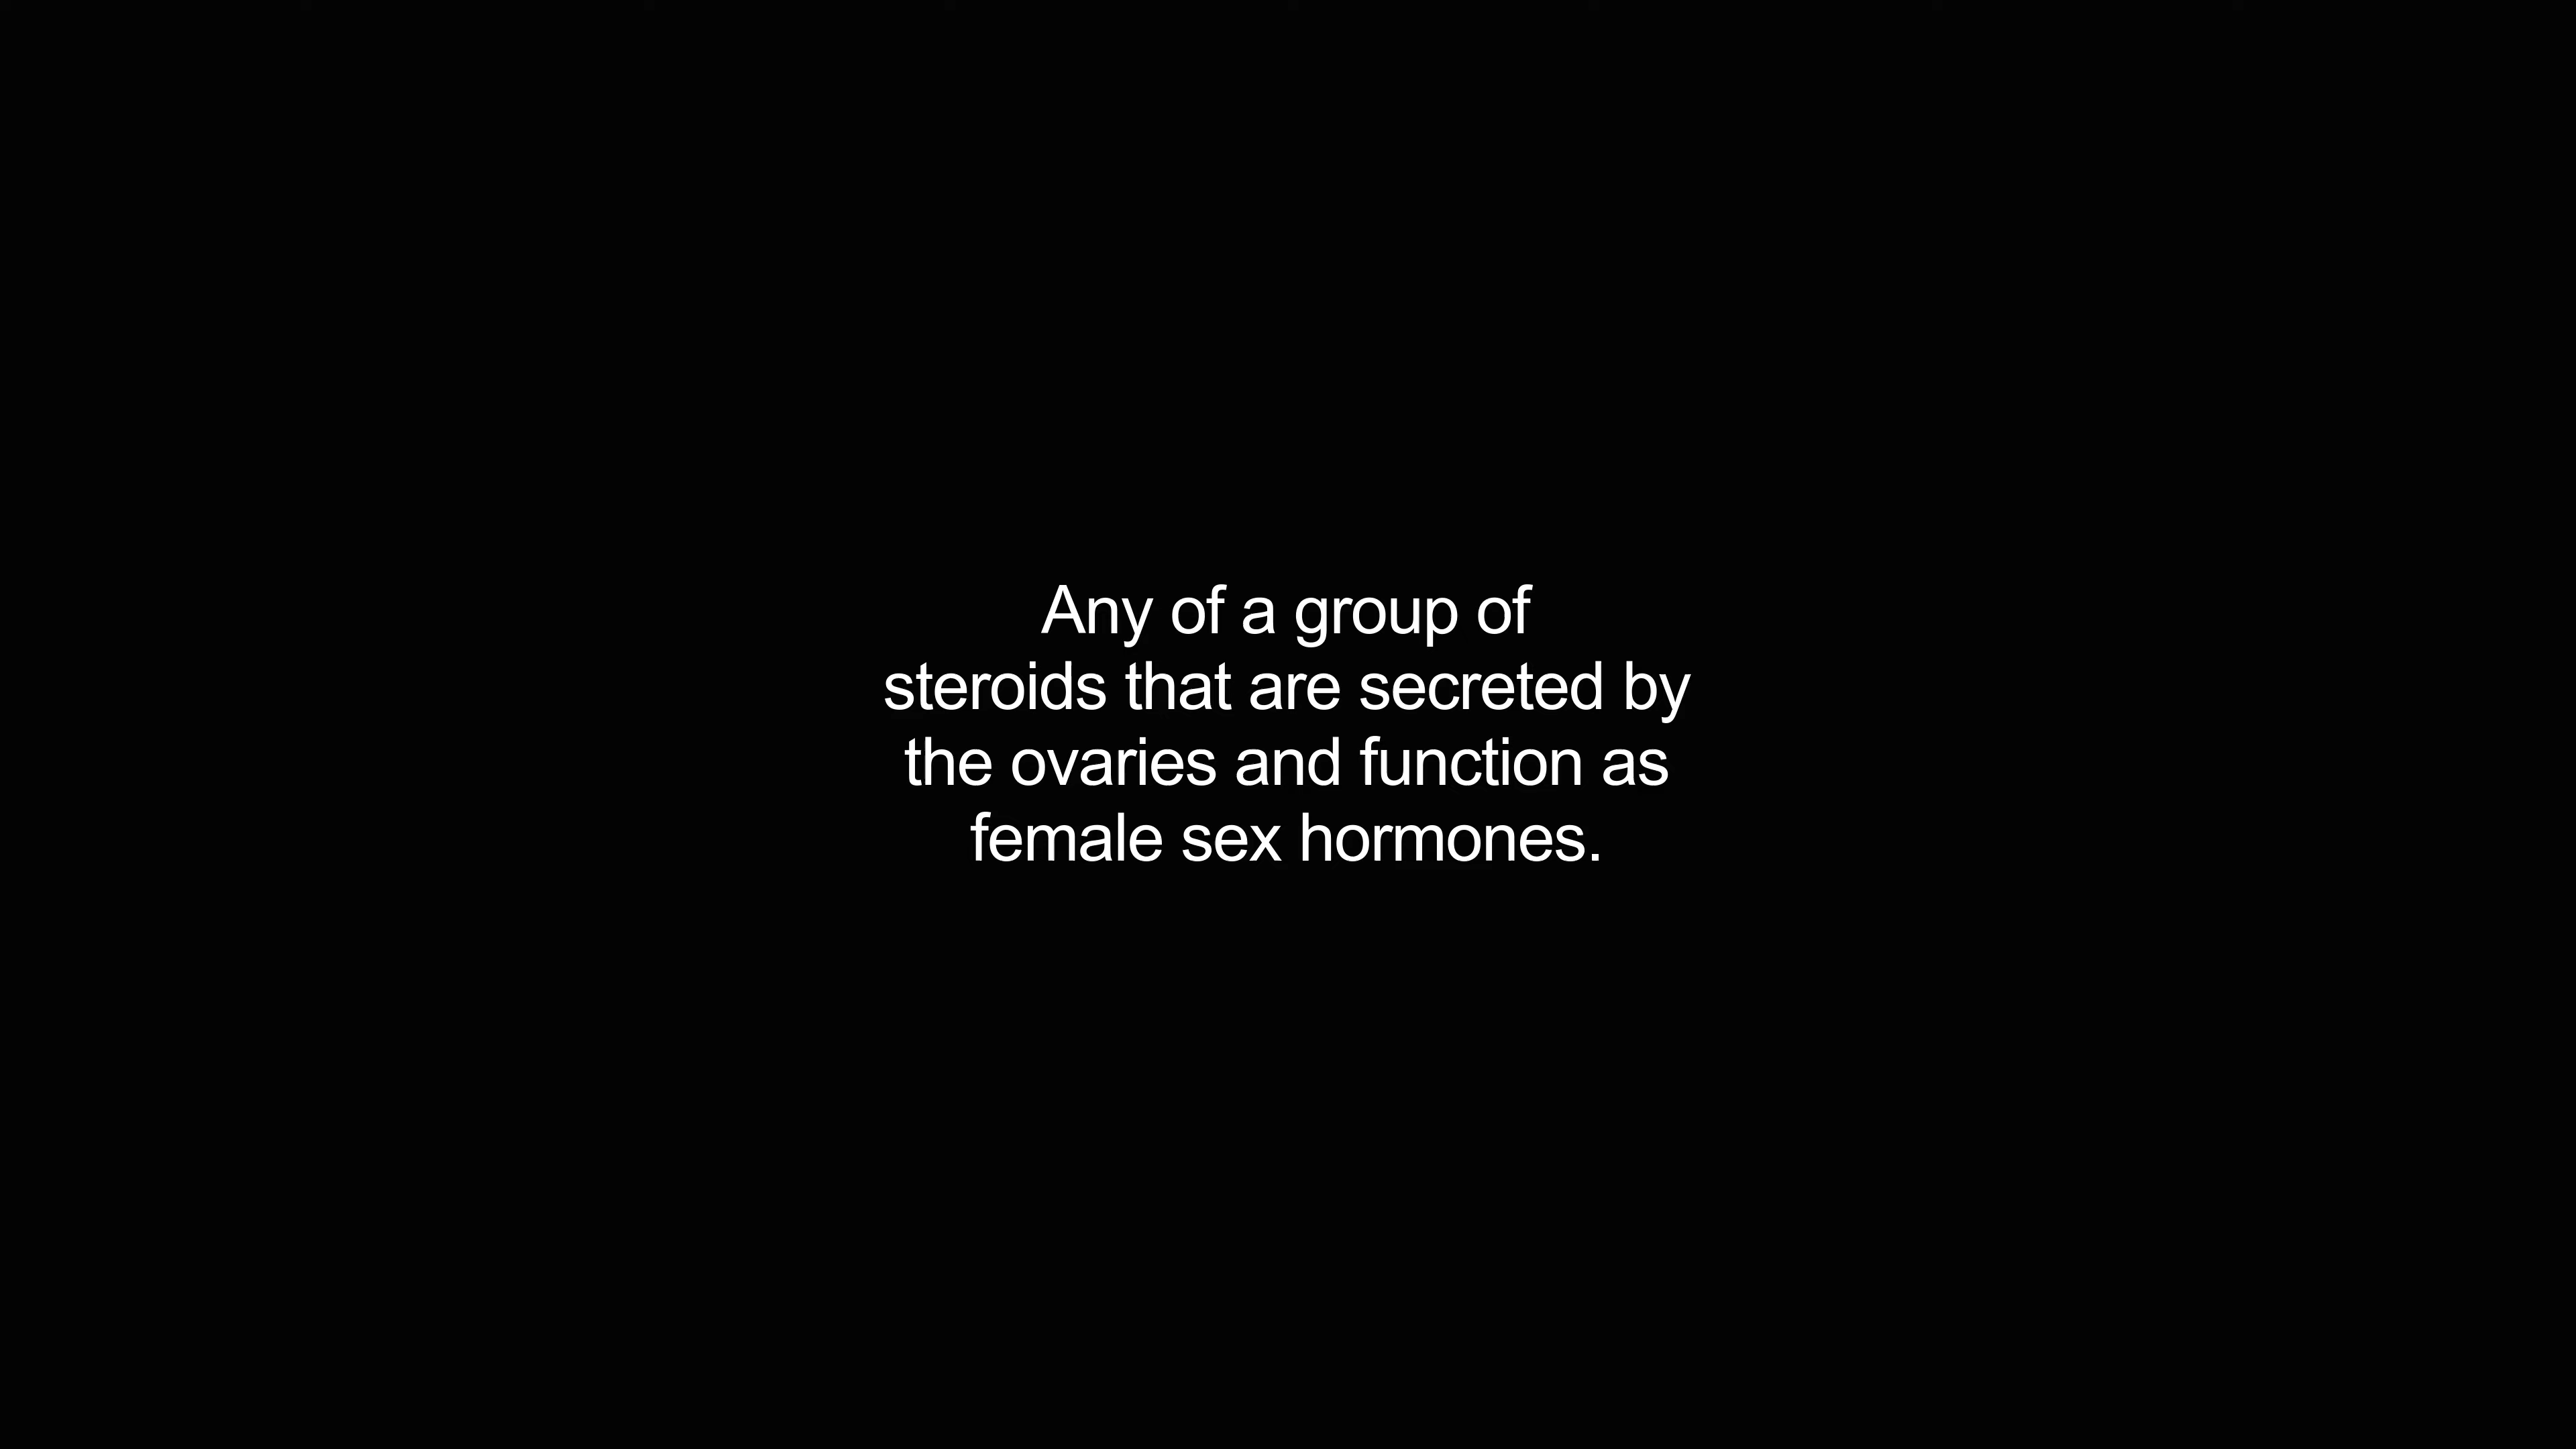 Any of a group of
steroids that are secreted by
the ovaries and function as
female sex hormones.